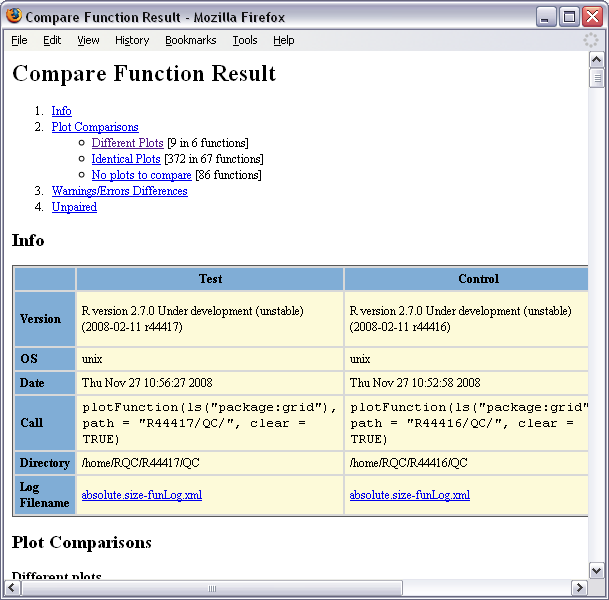 Compare Function Result - Mozilla Firefox
File Edit View History Bookmarks Tools Help
Compare Function Result
1. Info
2. Plot Comparisons
Different Plots [9 in 6 functions]
Identical Plots [372 in 67 functions]
No plots to compare [86 functions]
3. Warnings/Errors Differences
4. Unpaired
Info
Test Control
Version
R version 2.7.0 Under development (unstable)
(2008-02-11 r44417)
R version 2.7.0 Under development (unstable)
(2008-02-11 r44416)
OS unix unix
Date Thu Nov 27 10:56:27 2008 Thu Nov 27 10:52:58 2008
Call
plotFunction(ls("package:grid"),
path = "R44417/QC/", clear =
TRUE)
plotFunction(ls("package:grid"
path = "R44416/QC/", clear =
TRUE)
Directory /home/RQC/R44417/QC /home/RQC/R44416/QC
Log
Filename
absolute.size-funLog.xml absolute.size-funLog.xml
Plot Comparisons
Different plots